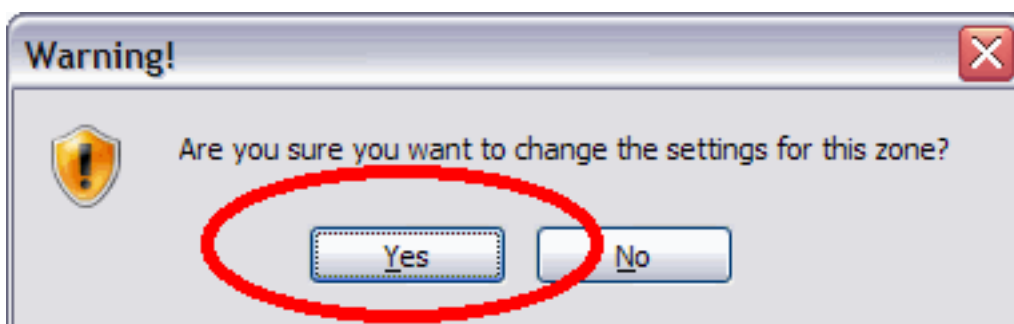 Warning!
Are you sure you want to change the settings for this zone?
Yes No